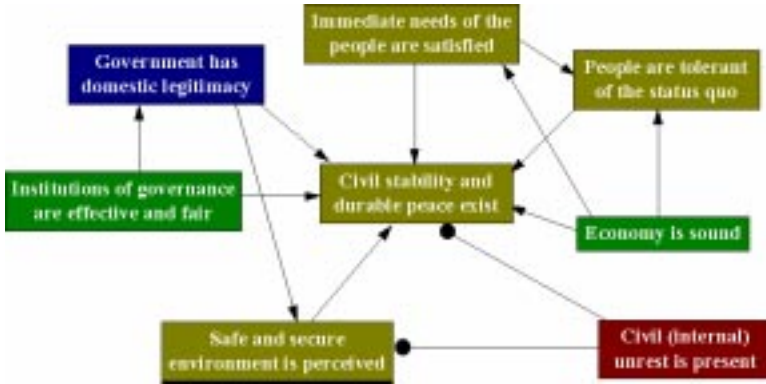 Immediate needs of the
people are satisfied
Government has
domestic legitimacy
People are tolerant
of the status quo
Institutions of governance
are effective and fair
Civil stability and
durable peace exist
Economy is sound
Safe and secure
environment is perceived
Civil (internal)
unrest is present